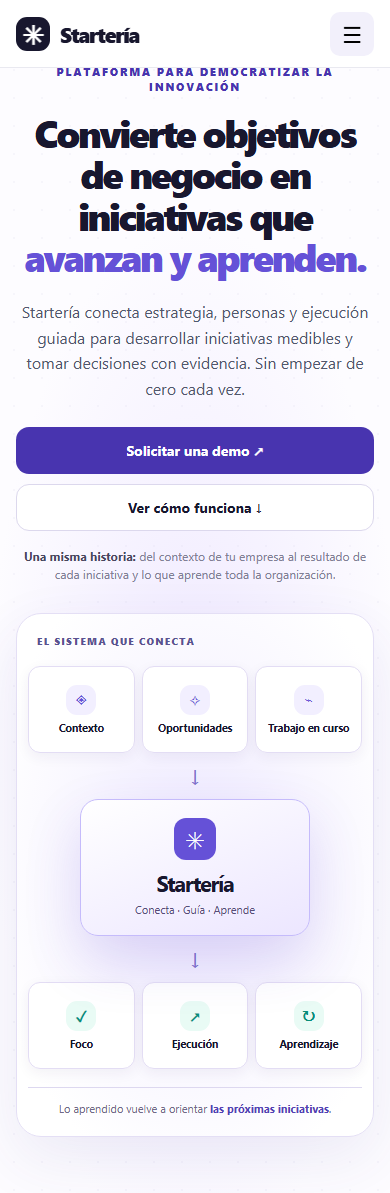 Startería
PLATAFORMA PARA DEMOCRATIZAR LA
INNOVACIÓN
Convierte objetivos
de negocio en
iniciativas que
avanzan y aprenden.
Startería conecta estrategia, personas y ejecución
guiada para desarrollar iniciativas medibles y
tomar decisiones con evidencia. Sin empezar de
cero cada vez.
Solicitar una demo ↗
Ver cómo funciona ↓
Una misma historia: del contexto de tu empresa al resultado de
cada iniciativa y lo que aprende toda la organización.
EL SISTEMA QUE CONECTA
Contexto
Oportunidades
Trabajo en curso
↓
Startería
Conecta · Guía · Aprende
↓
Foco
Ejecución
Aprendizaje
Lo aprendido vuelve a orientar las próximas iniciativas.